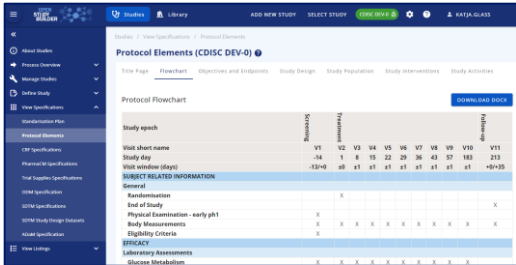 OPEN STUDY BUILDER
Studies
Library
ADD NEW STUDY
SELECT STUDY
CDISC DEV-0
KATJA.GLASS
Studies / View Specifications / Protocol Elements
About Studies
Process Overview
Manage Studies
Define Study
View Specifications
Standardisation Plan
Protocol Elements
CRF Specifications
PharmaCM Specifications
Trial Supplies Specifications
ODM Specification
SDTM Specifications
SDTM Study Design Datasets
ADaM Specification
View Listings
Protocol Elements (CDISC DEV-0)
Title Page Flowchart Objectives and Endpoints Study Design Study Population Study Interventions Study Activities
Protocol Flowchart
DOWNLOAD DOCX
Study epoch Screening Treatment Follow-up
Visit short name V1 V2 V3 V4 V5 V6 V7 V8 V9 V10 V11
Study day -14 1 8 15 22 29 36 43 57 183 213
Visit window (days) -13/+0 ±0 ±1 ±1 ±1 ±1 ±1 ±1 ±1 ±1 +0/+35
SUBJECT RELATED INFORMATION
General
Randomisation X
End of Study X
Physical Examination - early ph1 X
Body Measurements X X X X X X X X X X X
Eligibility Criteria X
EFFICACY
Laboratory Assessments
Glucose Metabolism X X X X X X X X X X